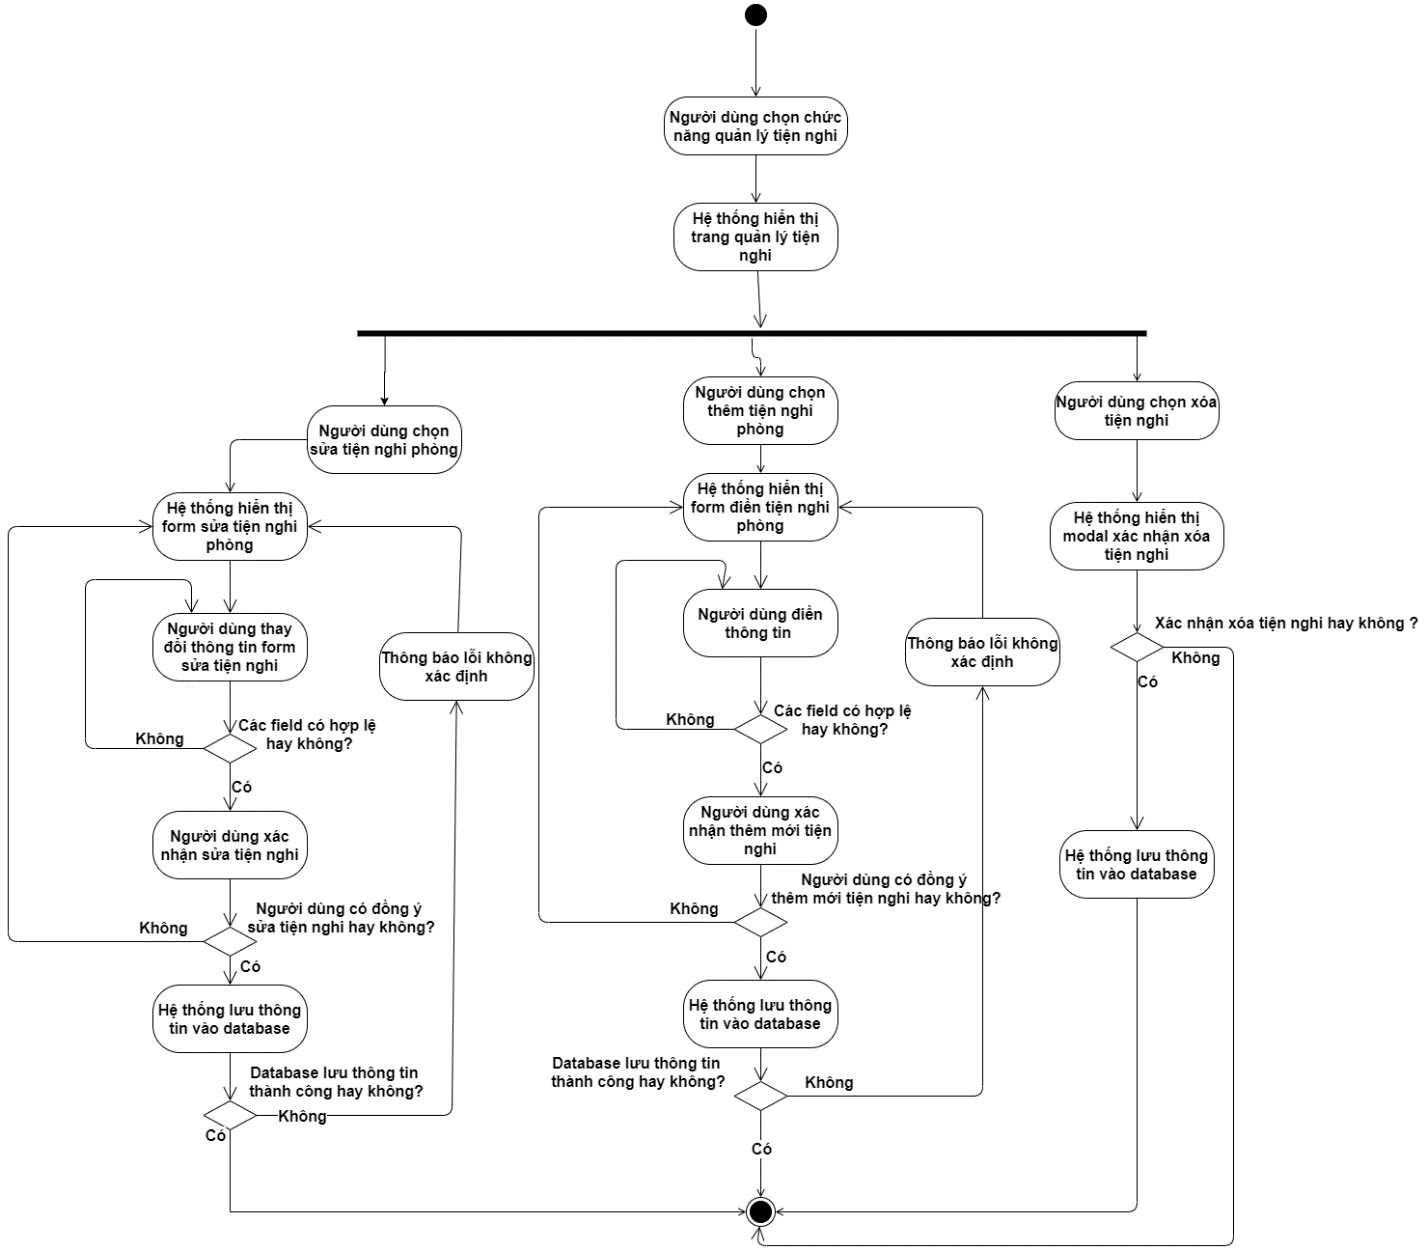 Người dùng chọn chức
năng quản lý tiện nghi
Hệ thống hiển thị
trang quản lý tiện
nghi
Người dùng chọn
sửa tiện nghi phòng
Hệ thống hiển thị
form sửa tiện nghi
phòng
Người dùng thay
đổi thông tin form
sửa tiện nghi
Thông báo lỗi không
xác định
Các field có hợp lệ
hay không?
Không
Có
Người dùng xác
nhận sửa tiện nghi
Người dùng có đồng ý
sửa tiện nghi hay không?
Không
Có
Hệ thống lưu thông
tin vào database
Database lưu thông tin
thành công hay không?
Không
Có
Người dùng chọn
thêm tiện nghi
phòng
Hệ thống hiển thị
form điền tiện nghi
phòng
Người dùng điền
thông tin
Thông báo lỗi không
xác định
Các field có hợp lệ
hay không?
Không
Có
Người dùng xác
nhận thêm mới tiện
nghi
Người dùng có đồng ý
thêm mới tiện nghi hay không?
Không
Có
Hệ thống lưu thông
tin vào database
Database lưu thông tin
thành công hay không?
Không
Có
Người dùng chọn xóa
tiện nghi
Hệ thống hiển thị
modal xác nhận xóa
tiện nghi
Xác nhận xóa tiện nghi hay không ?
Không
Có
Hệ thống lưu thông
tin vào database